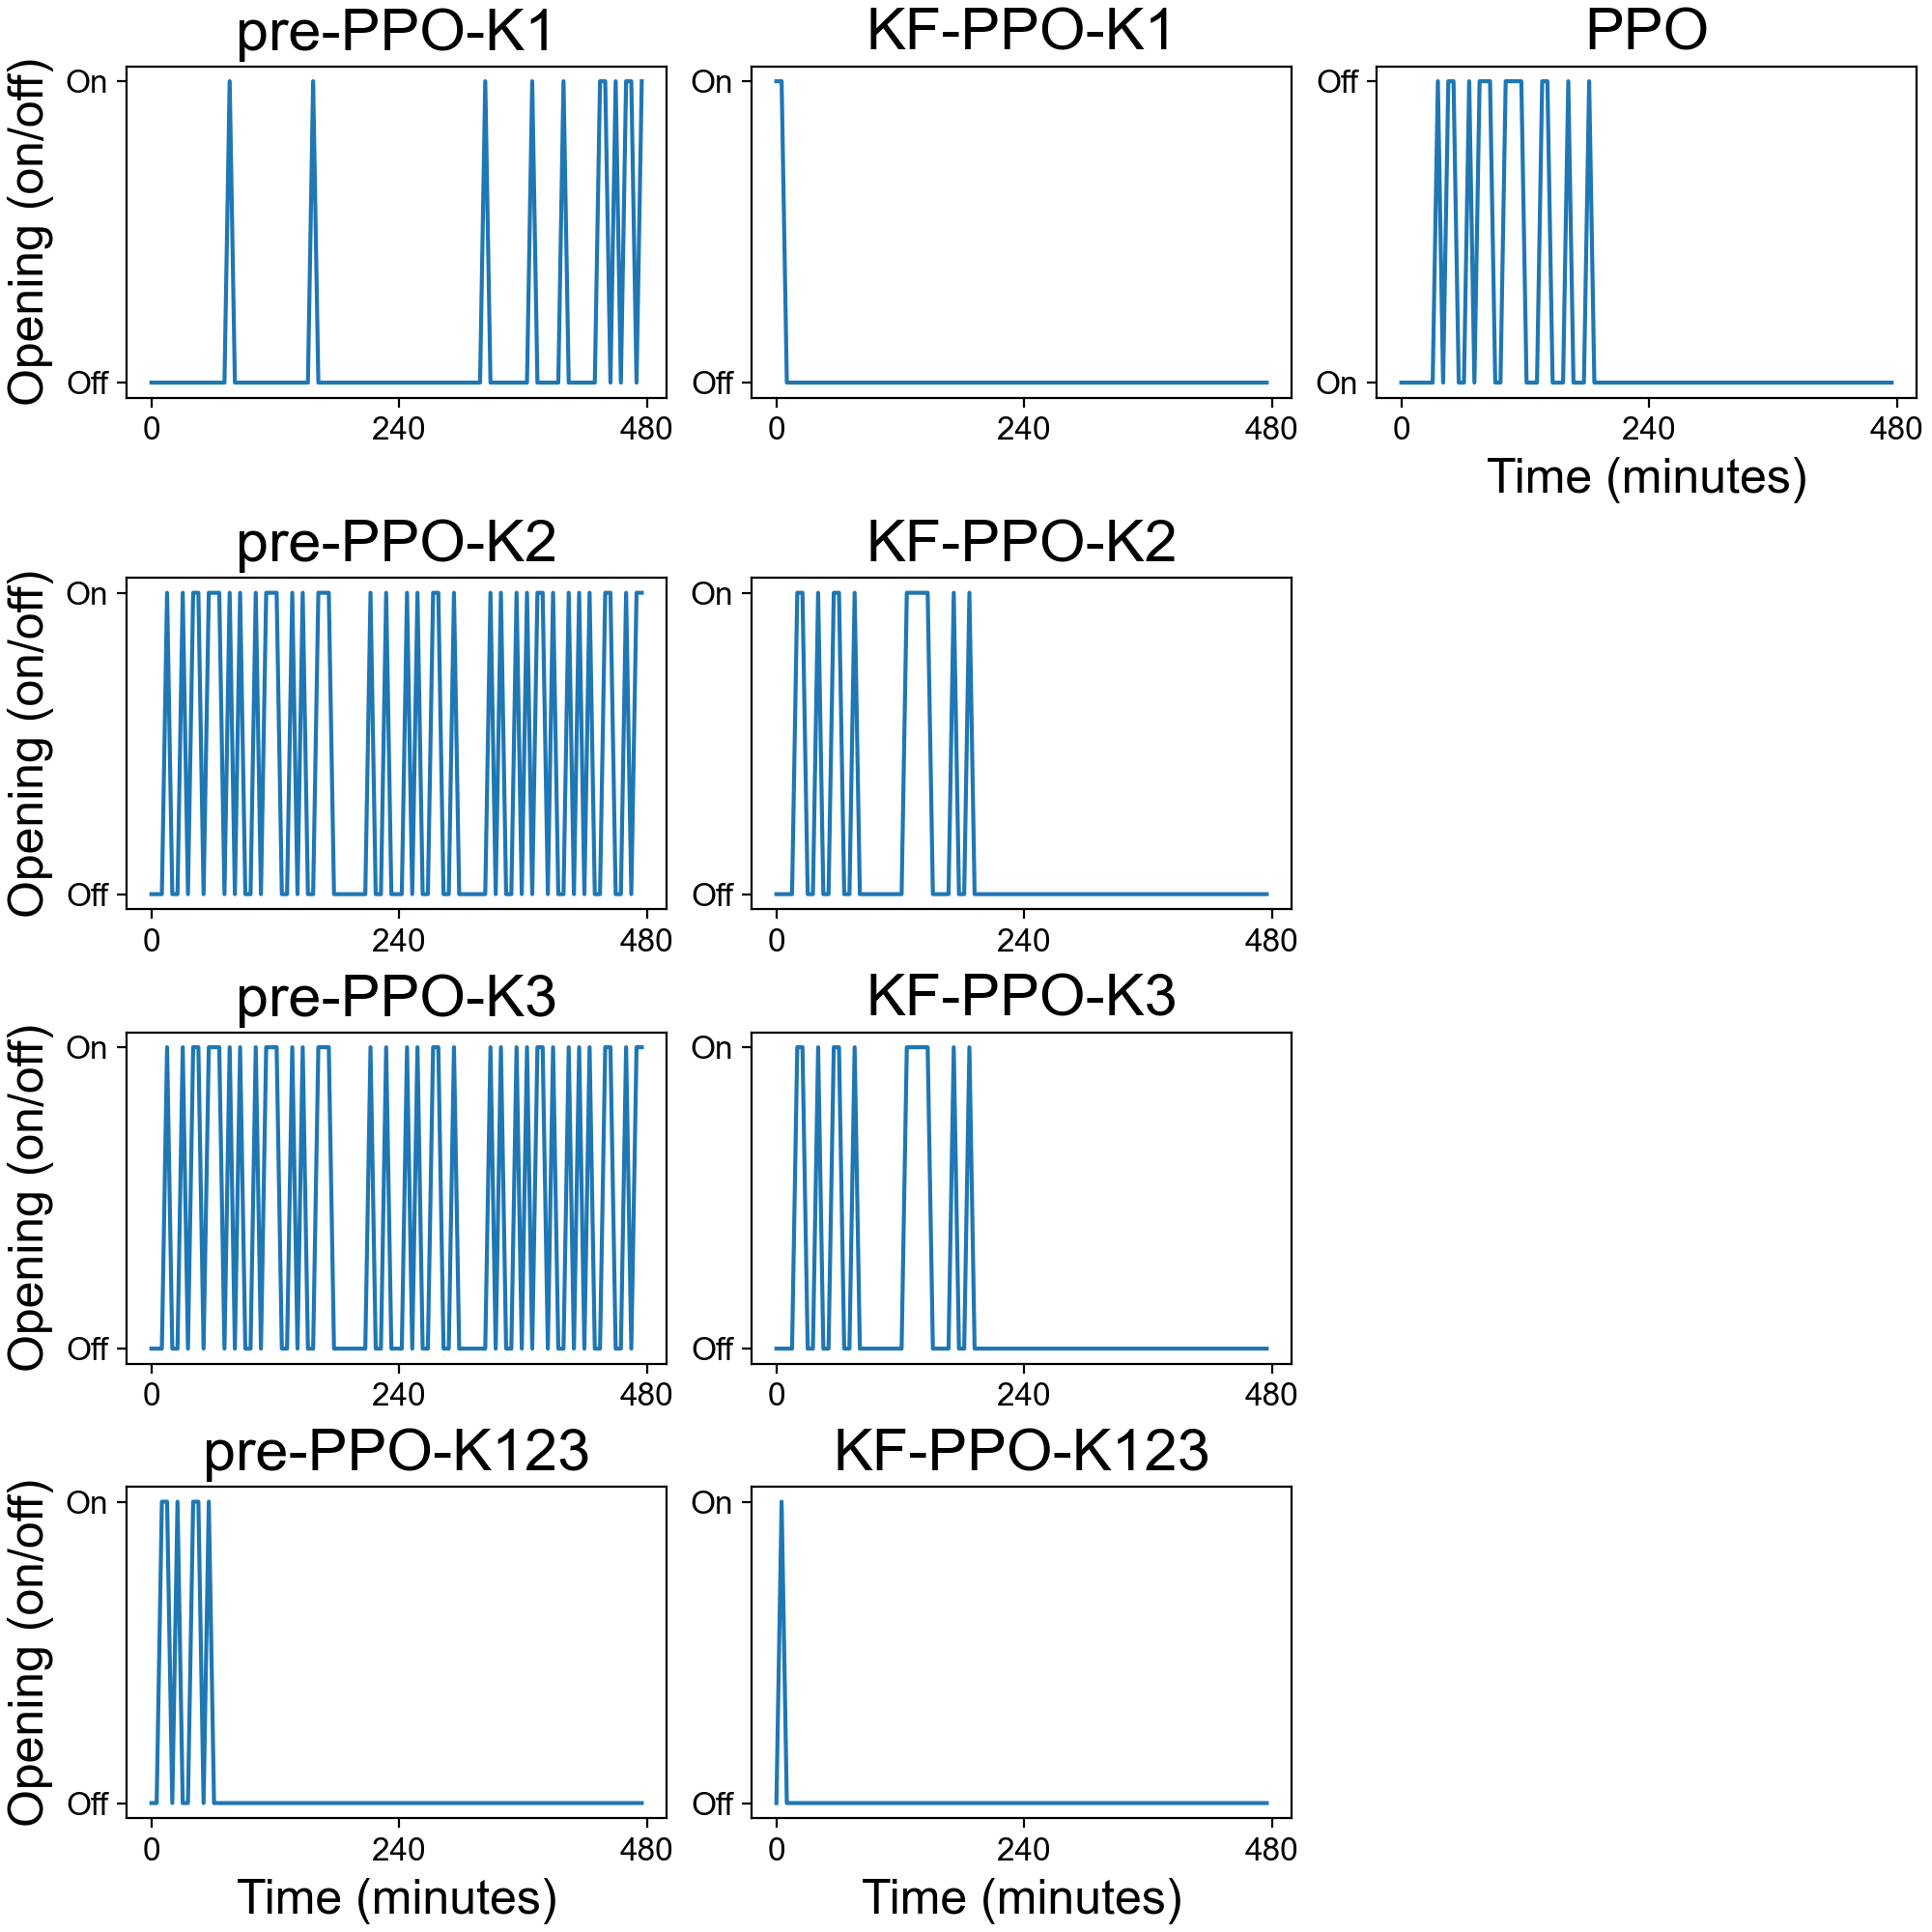 pre-PPO-K1
KF-PPO-K1
PPO
Opening (on/off)
On
Off
0
240
480
On
Off
0
240
480
Off
On
0
240
480
Time (minutes)
pre-PPO-K2
KF-PPO-K2
Opening (on/off)
On
Off
0
240
480
On
Off
0
240
480
pre-PPO-K3
KF-PPO-K3
Opening (on/off)
On
Off
0
240
480
On
Off
0
240
480
pre-PPO-K123
KF-PPO-K123
Opening (on/off)
On
Off
0
240
480
Time (minutes)
On
Off
0
240
480
Time (minutes)